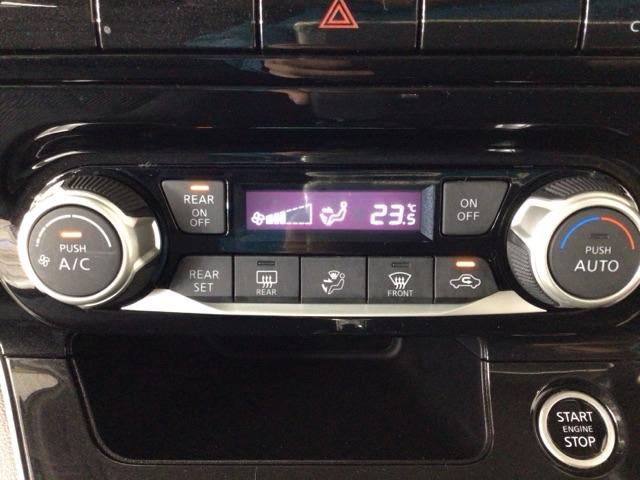 REAR
ON
OFF
23.5°C
ON
OFF
PUSH
A/C
PUSH
AUTO
REAR
SET
REAR
FRONT
START
ENGINE
STOP